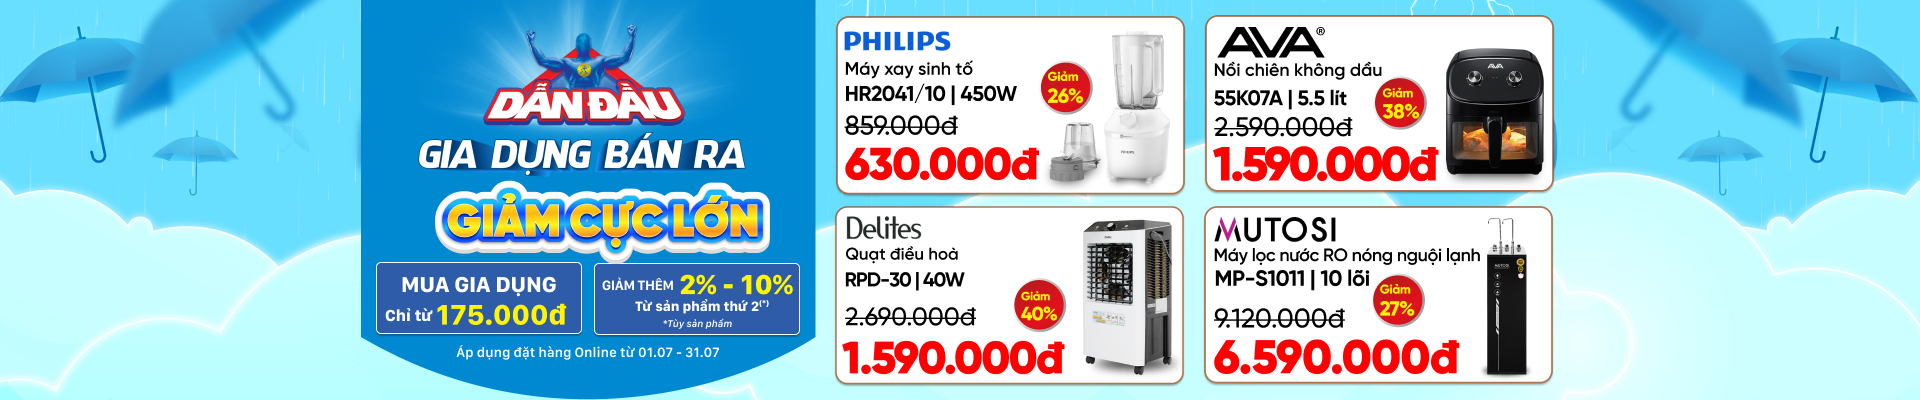 DẪN ĐẦU
GIA DỤNG BÁN RA
GIẢM CỰC LỚN
MUA GIA DỤNG
Chỉ từ 175.000đ
GIẢM THÊM 2% - 10%
Từ sản phẩm thứ 2(*)
*Tùy sản phẩm
Áp dụng đặt hàng Online từ 01.07 - 31.07
PHILIPS
Máy xay sinh tố
HR2041/10 | 450W
859.000đ
630.000đ
Giảm
26%
PHILIPS
AVA®
Nồi chiên không dầu
55K07A | 5.5 lít
2.590.000đ
1.590.000đ
Giảm
38%
AVA
Delites
Quạt điều hoà
RPD-30 | 40W
2.690.000đ
1.590.000đ
Giảm
40%
MUTOSI
Máy lọc nước RO nóng nguội lạnh
MP-S1011 | 10 lõi
9.120.000đ
6.590.000đ
Giảm
27%
MUTOSI